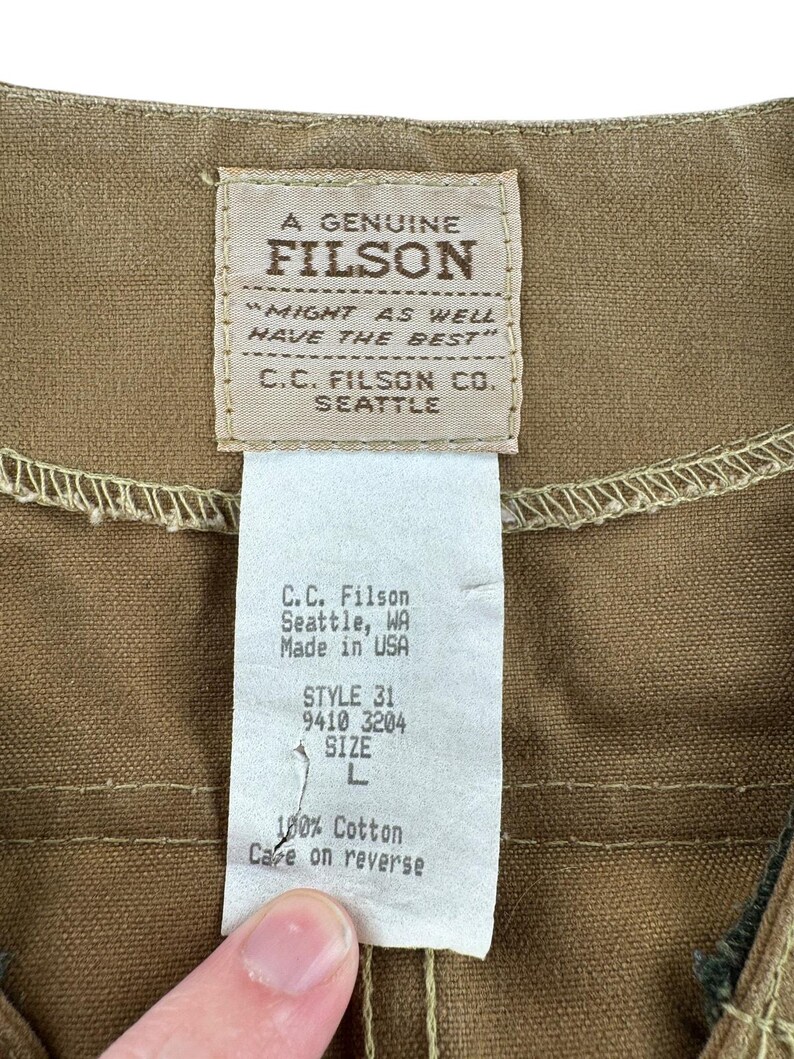 A GENUINE
FILSON
"MIGHT AS WELL
HAVE THE BEST"
C.C. FILSON CO.
SEATTLE
C.C. Filson
Seattle, WA
Made in USA
STYLE 31
9410 3204
SIZE
L
100% Cotton
Care on reverse